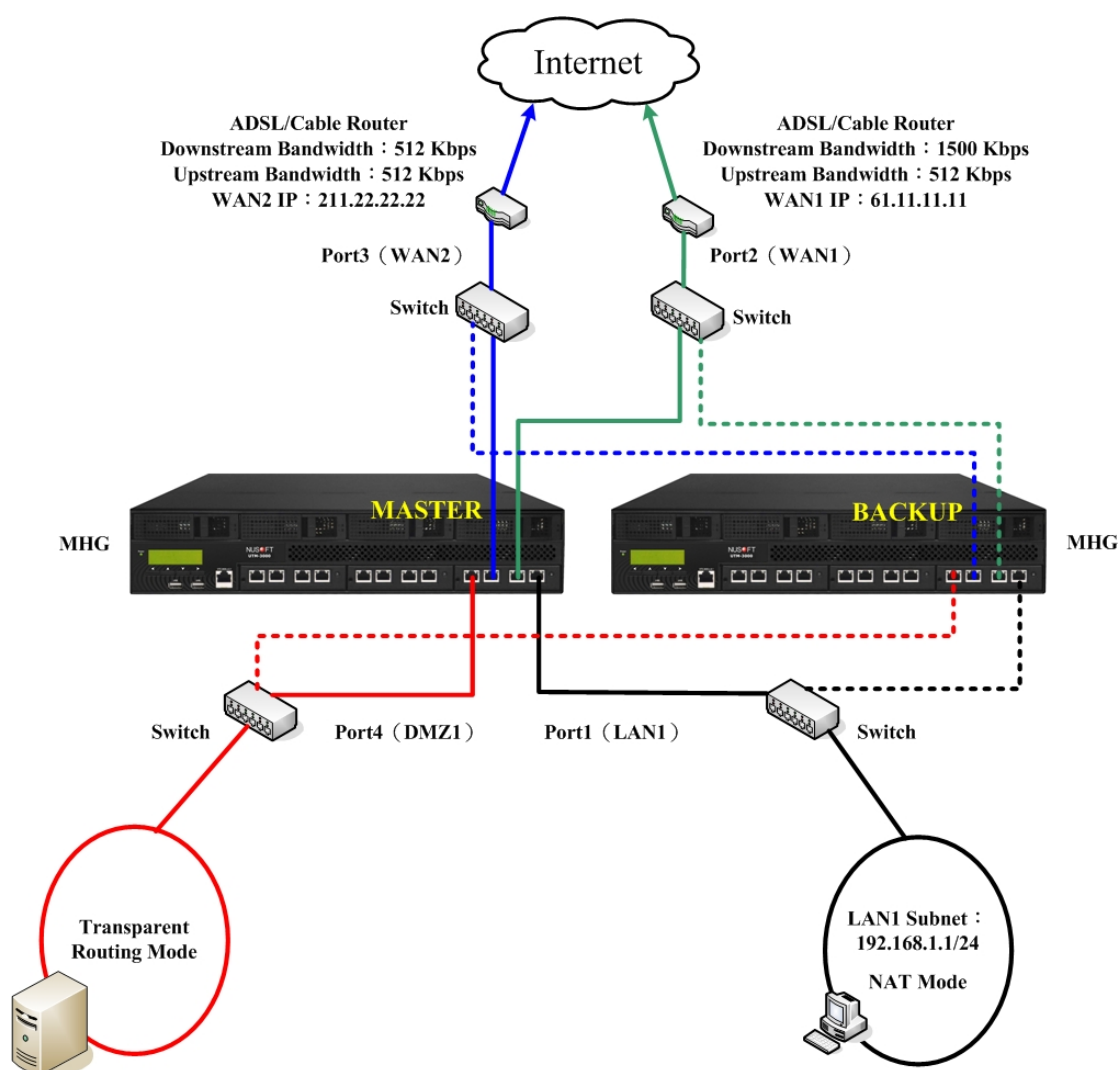 Internet
ADSL/Cable Router
Downstream Bandwidth：512 Kbps
Upstream Bandwidth：512 Kbps
WAN2 IP：211.22.22.22
ADSL/Cable Router
Downstream Bandwidth：1500 Kbps
Upstream Bandwidth：512 Kbps
WAN1 IP：61.11.11.11
Port3（WAN2）
Port2（WAN1）
Switch
Switch
MASTER
BACKUP
MHG
NUSOFT
NUSOFT
MHG
Switch
Port4（DMZ1）
Port1（LAN1）
Switch
Transparent
Routing Mode
LAN1 Subnet：
192.168.1.1/24
NAT Mode